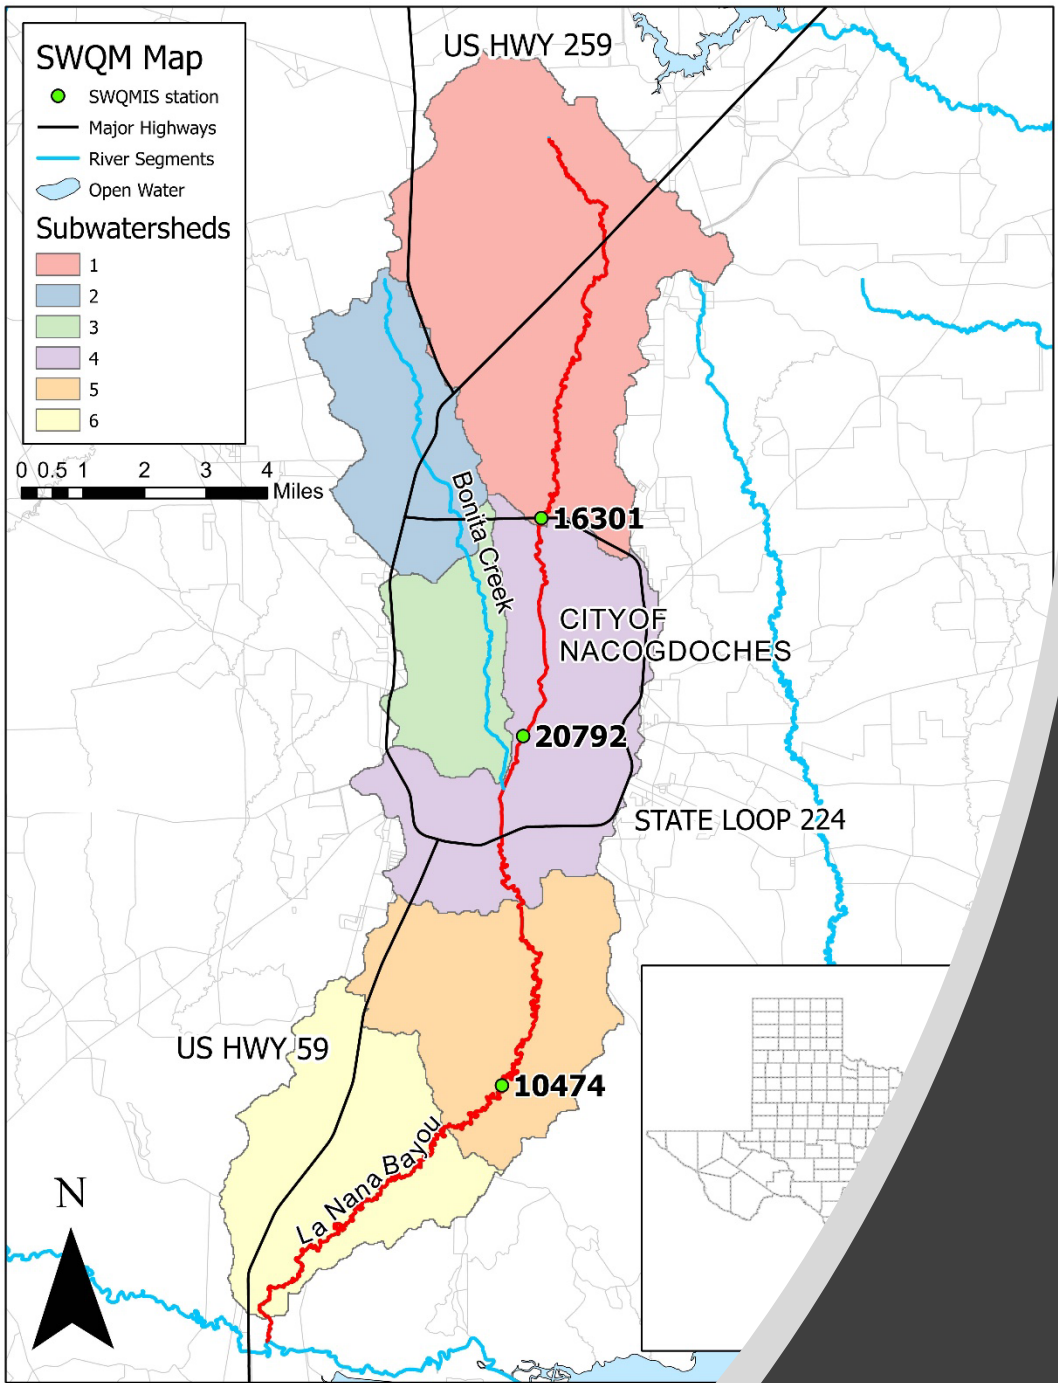 US HWY 259
SWQM Map
SWQMIS station
Major Highways
River Segments
Open Water
Subwatersheds
1
2
3
4
5
6
0 0.5 1 2 3 4
Miles
Bonita Creek
16301
CITY OF
NACOGDOCHES
20792
STATE LOOP 224
US HWY 59
10474
La Nana Bayou
N